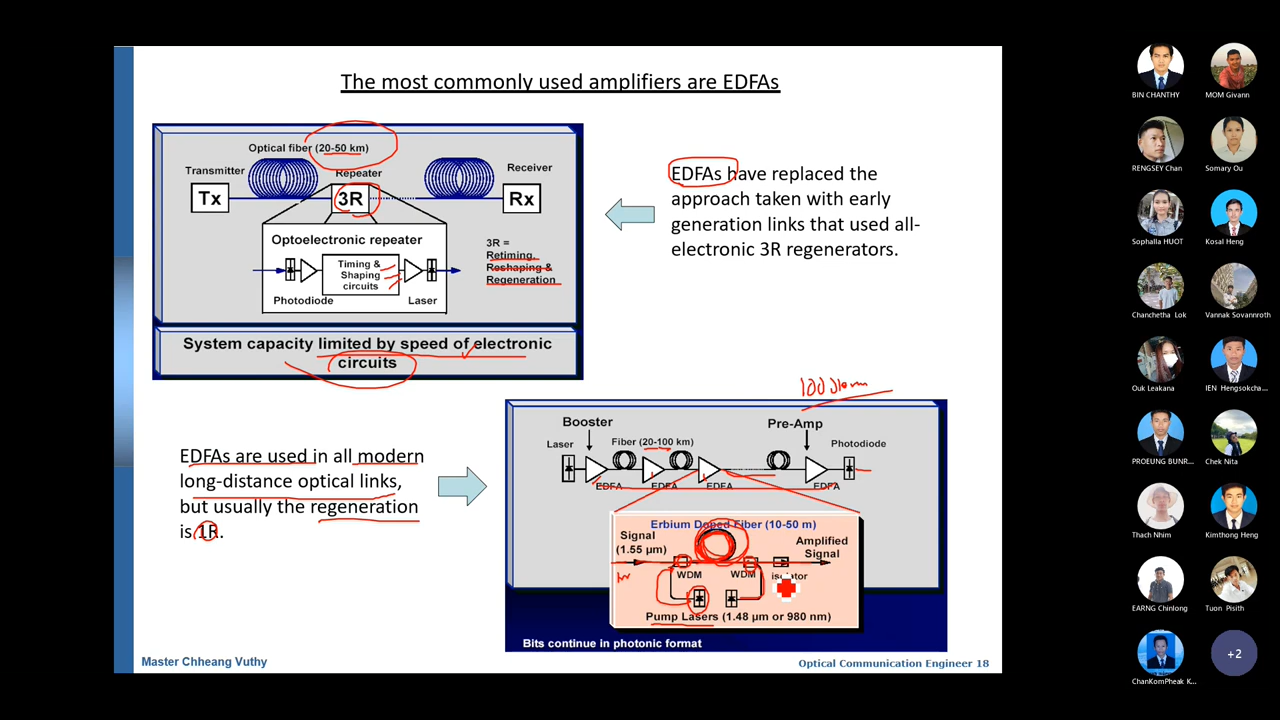 The most commonly used amplifiers are EDFAs
Optical fiber (20-50 km)
Transmitter
Repeater
Receiver
Tx
3R
Rx
Optoelectronic repeater
Timing &
Shaping
circuits
Photodiode
Laser
3R =
Retiming,
Reshaping &
Regeneration
System capacity limited by speed of electronic
circuits
EDFAs have replaced the
approach taken with early
generation links that used all-
electronic 3R regenerators.
EDFAs are used in all modern
long-distance optical links,
but usually the regeneration
is 1R.
Booster
Pre-Amp
Laser
Fiber (20-100 km)
Photodiode
EDFA
EDFA
EDFA
EDFA
Erbium Doped Fiber (10-50 m)
Signal
(1.55 µm)
Amplified
Signal
WDM
WDM
isolator
Pump Lasers (1.48 µm or 980 nm)
Bits continue in photonic format
Master Chheang Vuthy
Optical Communication Engineer 18
BIN CHANTHY
MOM Givann
RENGSEY Chan
Somary Ou
Sophalla HUOT
Kosal Heng
Chanchetha Lok
Vannak Sovannroth
Ouk Leakana
IEN Hengsokcha...
PROEUNG BUNR...
Chek Nita
Thach Nhim
Kimthong Heng
EARNG Chinlong
Tuon Pisith
ChanKomPheak K...
+2